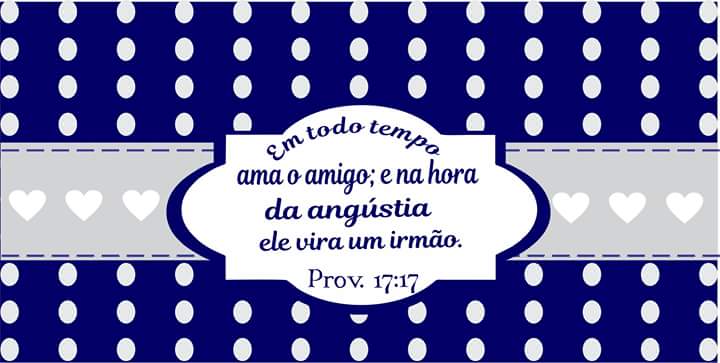 Em todo tempo
ama o amigo; e na hora
da angústia
ele vira um irmão.
Prov. 17:17